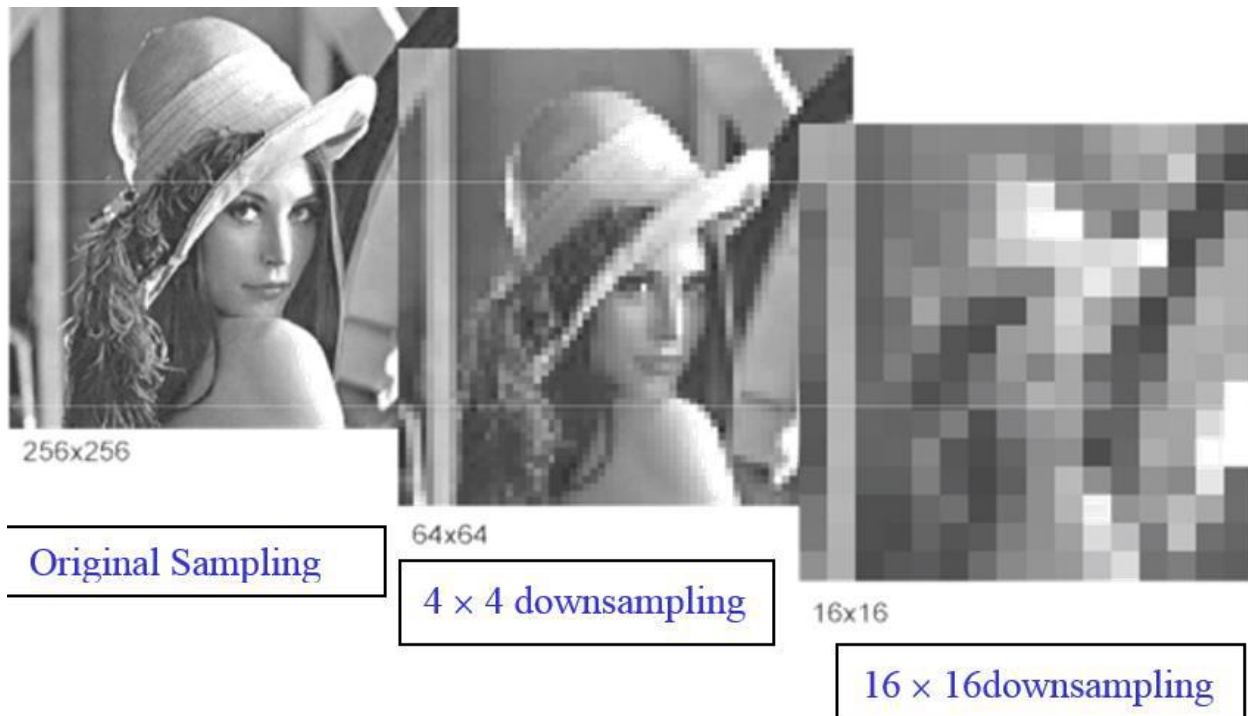 256x256
Original Sampling
64x64
4 × 4 downsampling
16x16
16 × 16downsampling